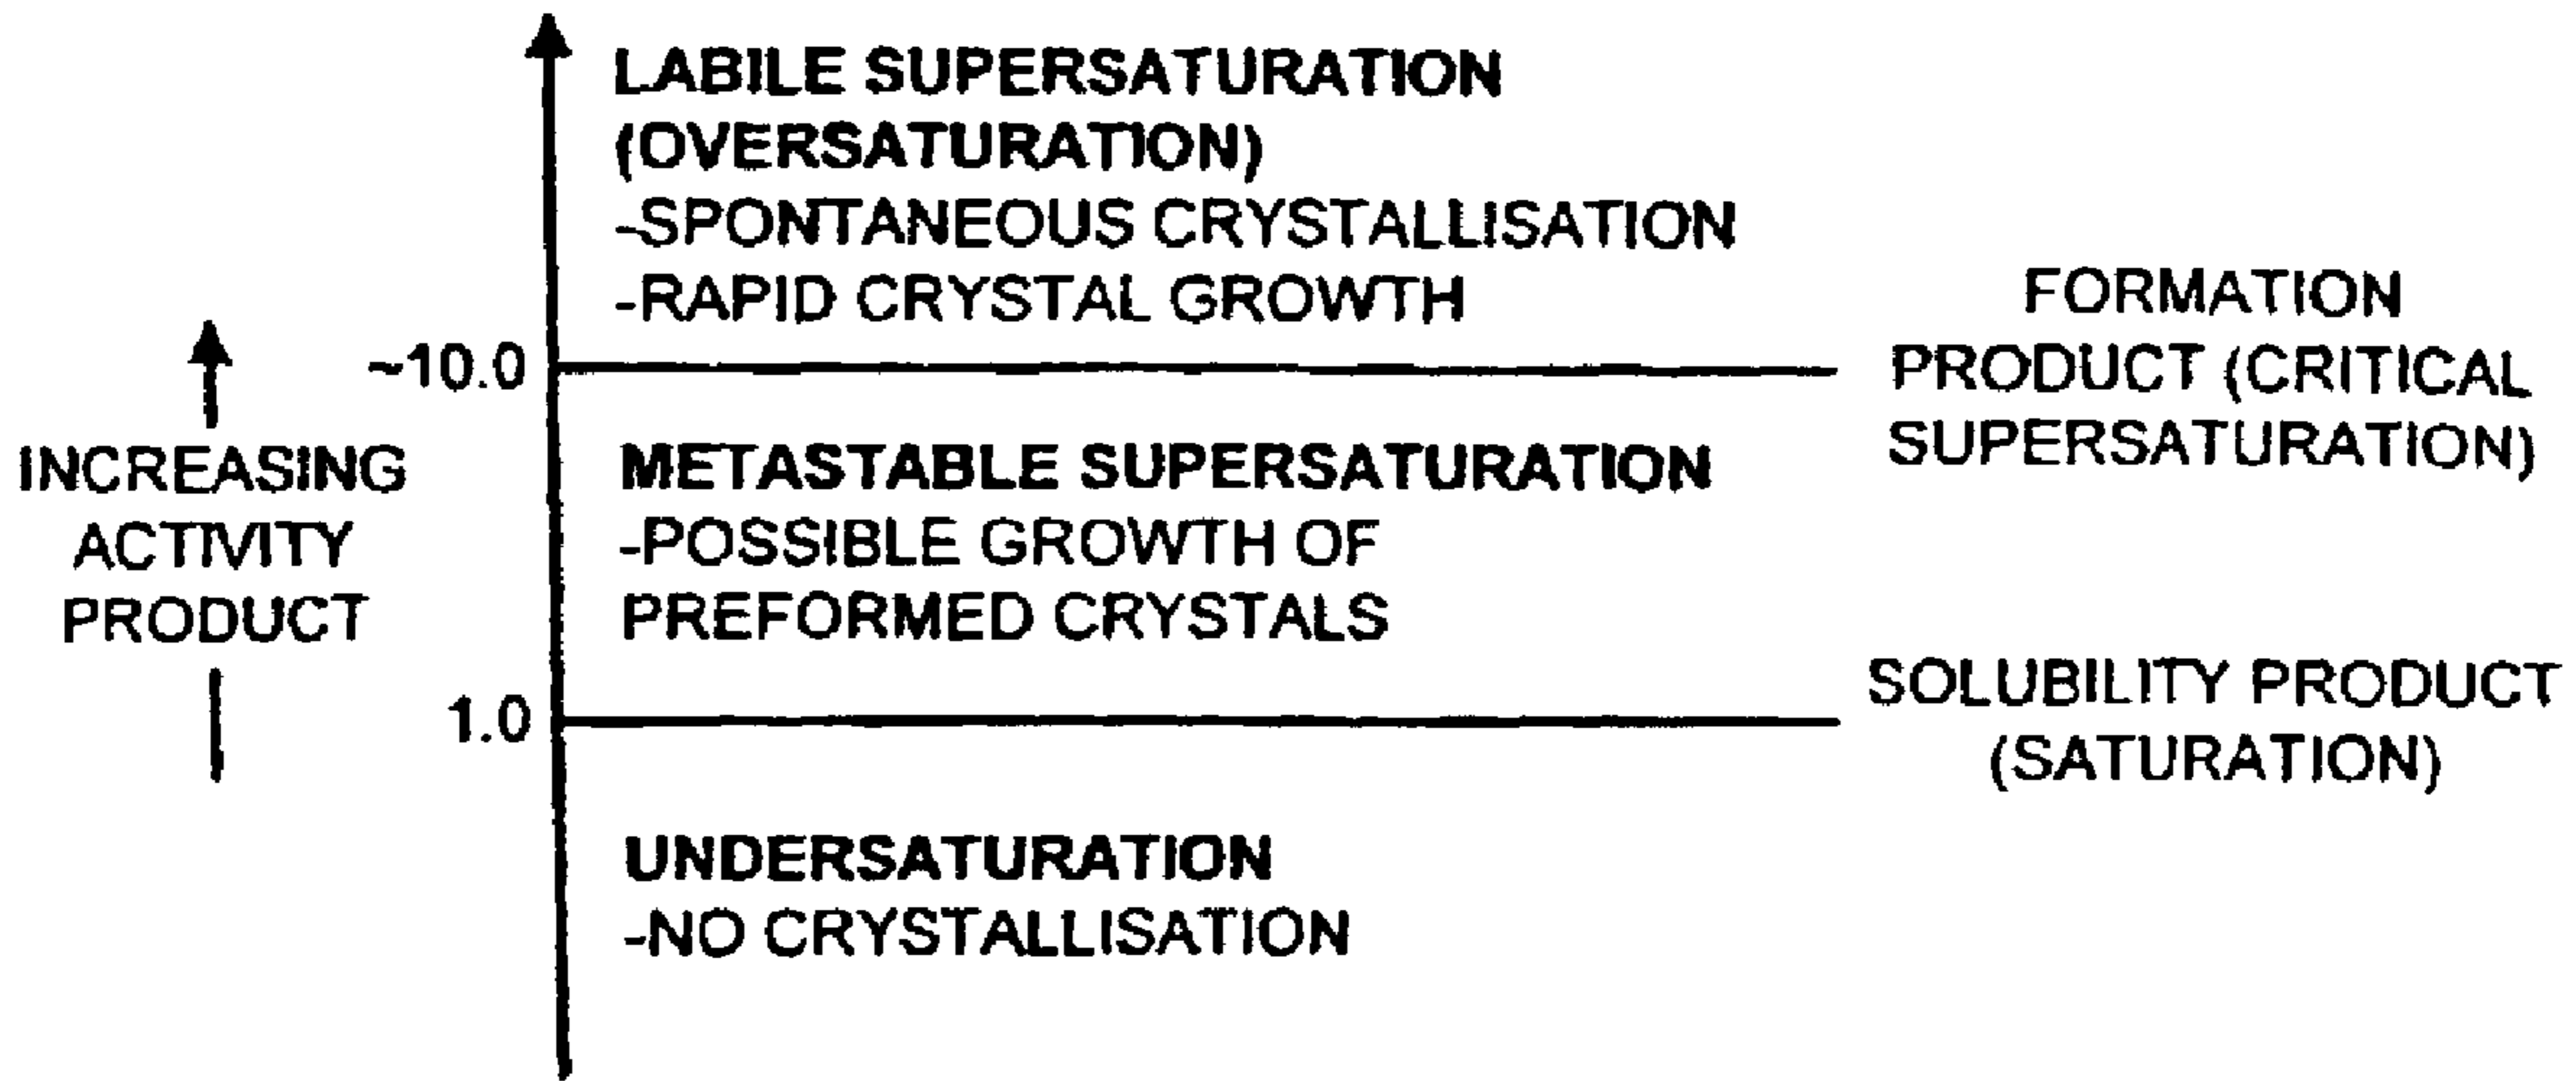 LABILE SUPERSATURATION
(OVERSATURATION)
-SPONTANEOUS CRYSTALLISATION
-RAPID CRYSTAL GROWTH
~10.0
FORMATION
PRODUCT (CRITICAL
SUPERSATURATION)
INCREASING
ACTIVITY
PRODUCT
METASTABLE SUPERSATURATION
-POSSIBLE GROWTH OF
PREFORMED CRYSTALS
1.0
SOLUBILITY PRODUCT
(SATURATION)
UNDERSATURATION
-NO CRYSTALLISATION